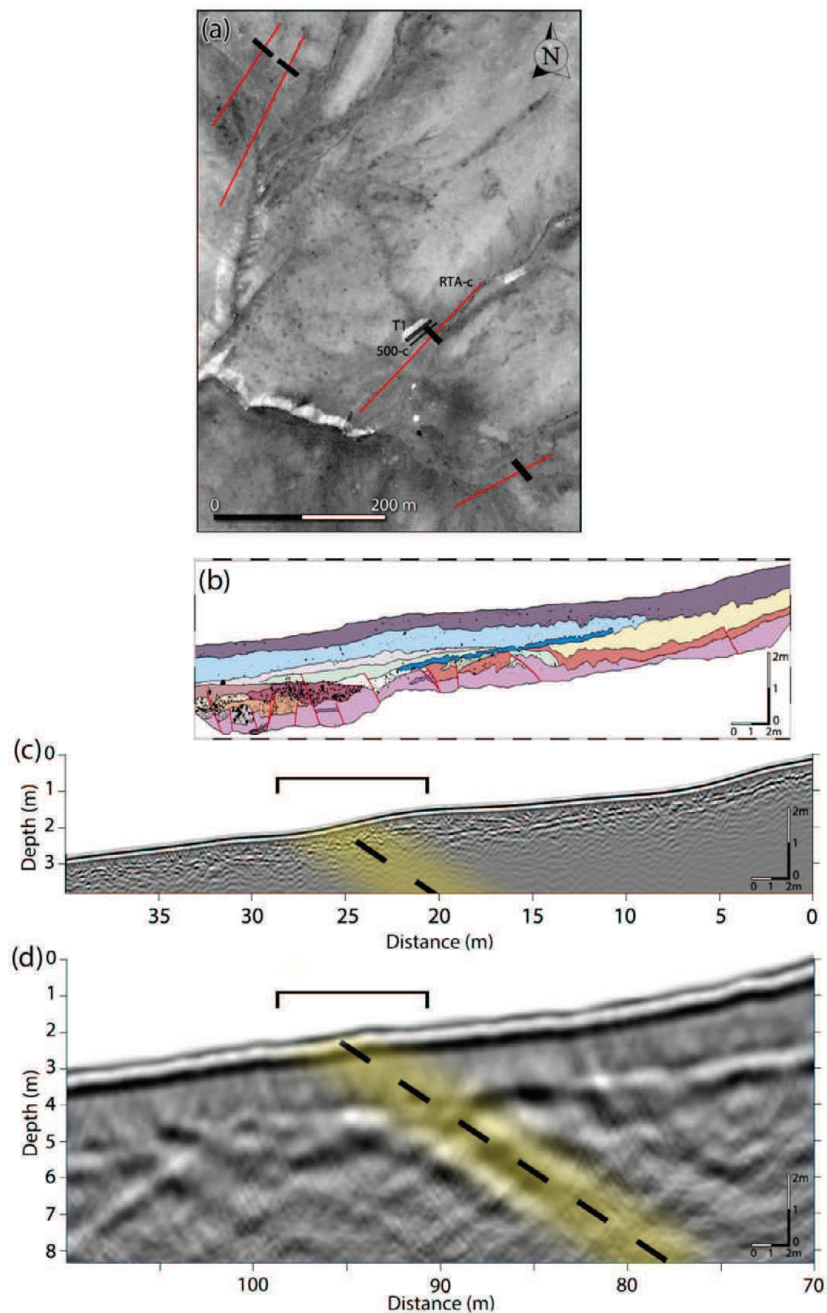 (a)
N
RTA-c
T1
500-c
0 200 m
(b)
2m
1
0
0 1 2m
(c)
0
1
2
3
Depth (m)
2m
1
0
0 1 2m
35 30 25 20 15 10 5 0
Distance (m)
(d)
0
1
2
3
4
5
6
7
8
Depth (m)
2m
1
0
0 1 2m
100 90 80 70
Distance (m)